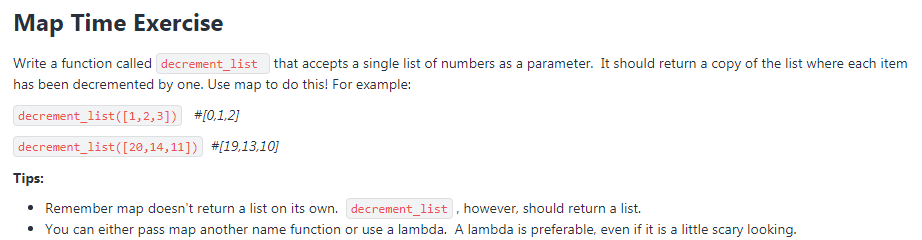 Map Time Exercise
Write a function called decrement_list that accepts a single list of numbers as a parameter. It should return a copy of the list where each item
has been decremented by one. Use map to do this! For example:
decrement_list([1,2,3]) #[0,1,2]
decrement_list([20,14,11]) #[19,13,10]
Tips:
• Remember map doesn't return a list on its own. decrement_list , however, should return a list.
• You can either pass map another name function or use a lambda. A lambda is preferable, even if it is a little scary looking.